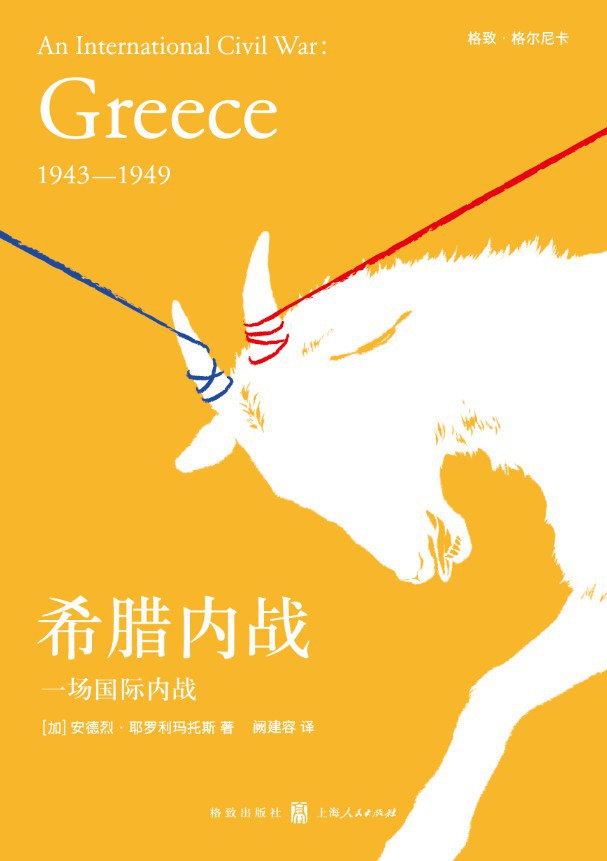 An International Civil War:
格致·格尔尼卡
Greece
1943—1949
希腊内战
一场国际内战
[加] 安德烈·耶罗利玛托斯 著 阙建容 译
格致出版社 上海人民出版社